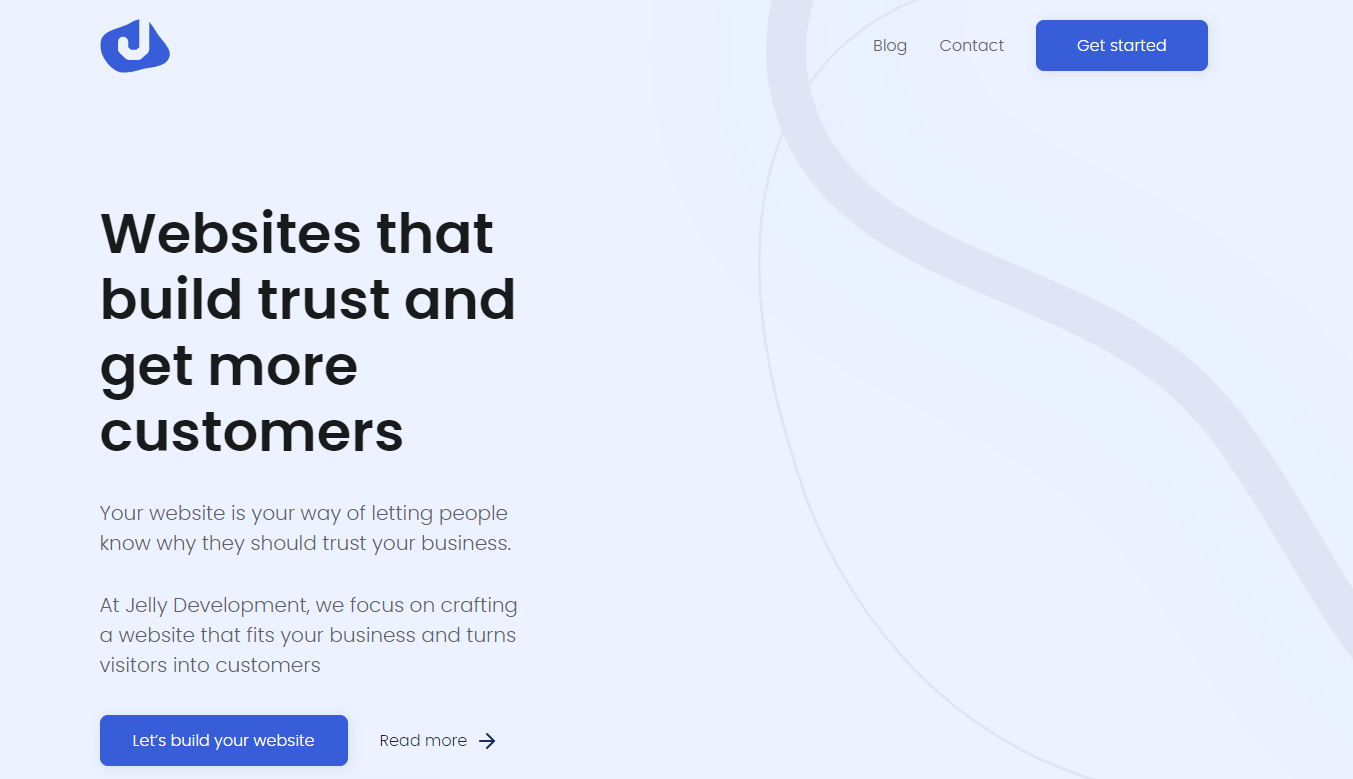 J
Blog
Contact
Get started
Websites that
build trust and
get more
customers
Your website is your way of letting people
know why they should trust your business.
At Jelly Development, we focus on crafting
a website that fits your business and turns
visitors into customers
Let's build your website
Read more